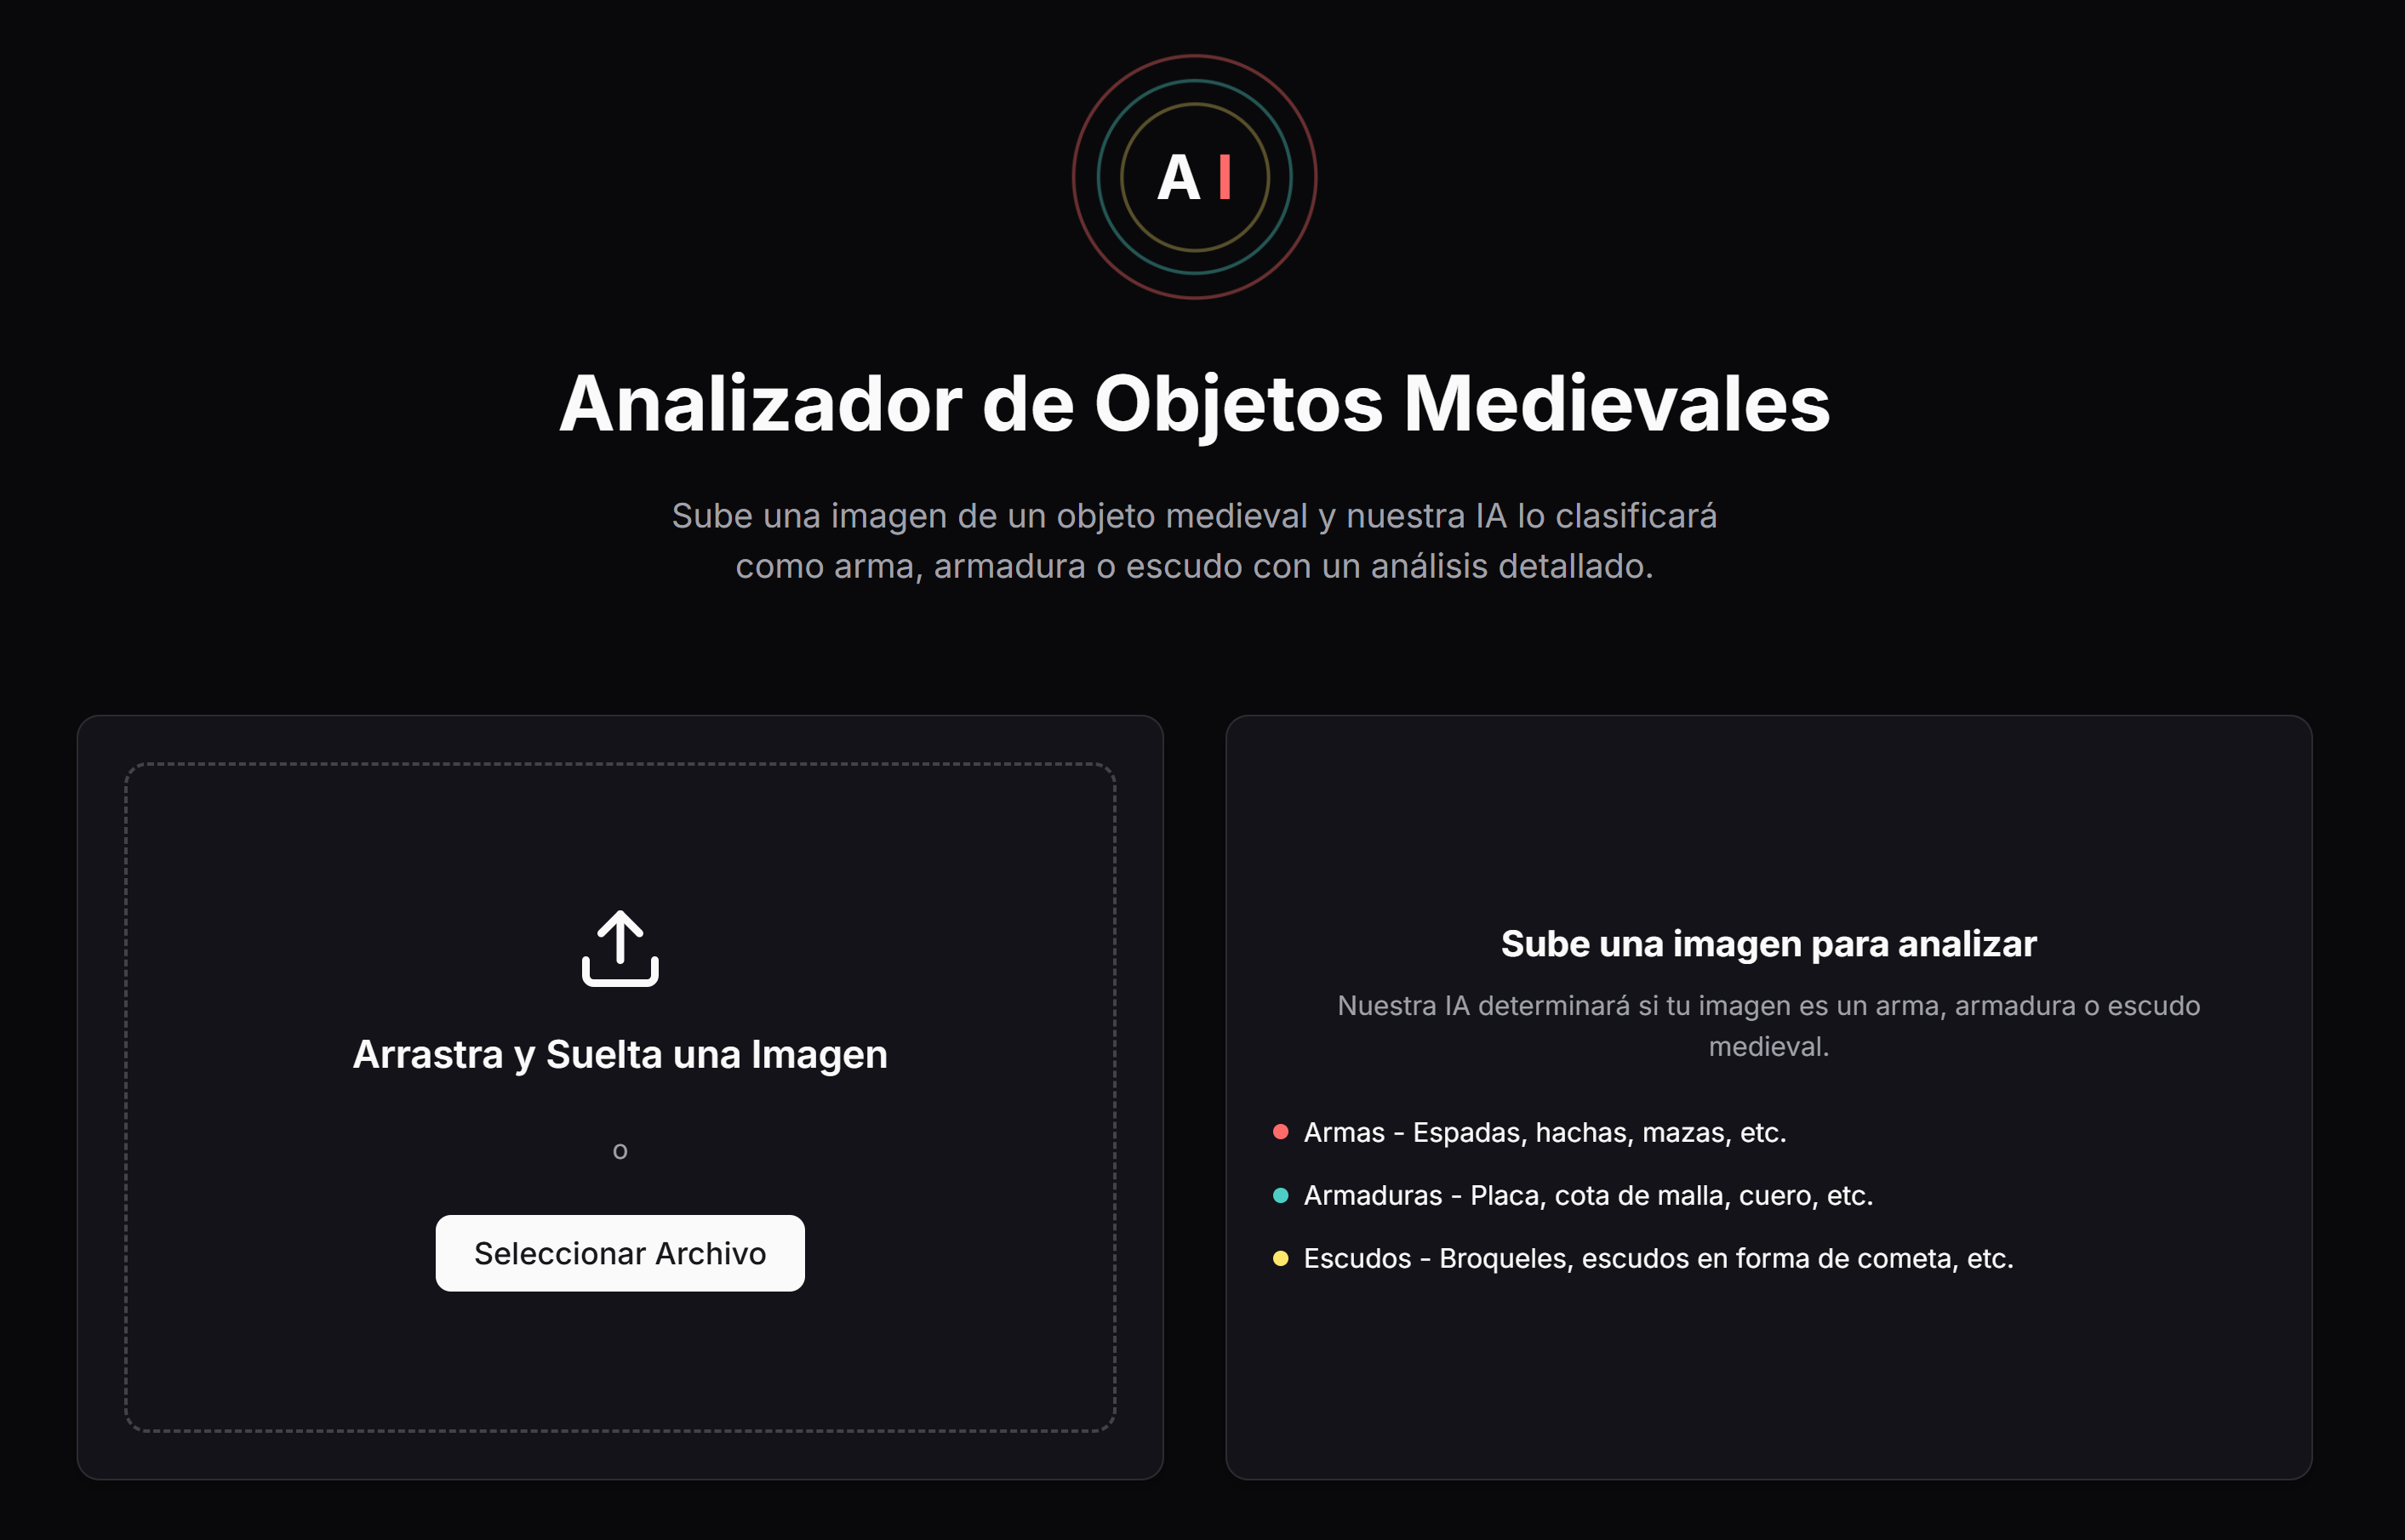 A I
Analizador de Objetos Medievales
Sube una imagen de un objeto medieval y nuestra IA lo clasificará
como arma, armadura o escudo con un análisis detallado.
Arrastra y Suelta una Imagen
o
Seleccionar Archivo
Sube una imagen para analizar
Nuestra IA determinará si tu imagen es un arma, armadura o escudo
medieval.
Armas - Espadas, hachas, mazas, etc.
Armaduras - Placa, cota de malla, cuero, etc.
Escudos - Broqueles, escudos en forma de cometa, etc.